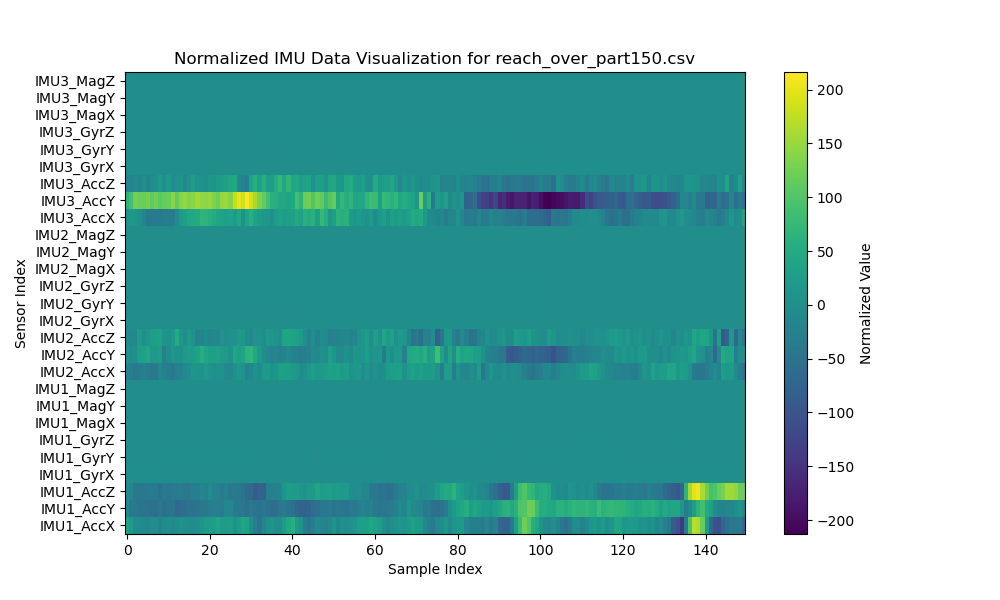 Normalized IMU Data Visualization for reach_over_part150.csv
IMU3_MagZ
IMU3_MagY
IMU3_MagX
IMU3_GyrZ
IMU3_GyrY
IMU3_GyrX
IMU3_AccZ
IMU3_AccY
IMU3_AccX
IMU2_MagZ
IMU2_MagY
IMU2_MagX
IMU2_GyrZ
IMU2_GyrY
IMU2_GyrX
IMU2_AccZ
IMU2_AccY
IMU2_AccX
IMU1_MagZ
IMU1_MagY
IMU1_MagX
IMU1_GyrZ
IMU1_GyrY
IMU1_GyrX
IMU1_AccZ
IMU1_AccY
IMU1_AccX
Sensor Index
0 20 40 60 80 100 120 140
Sample Index
200
150
100
50
0
−50
−100
−150
−200
Normalized Value